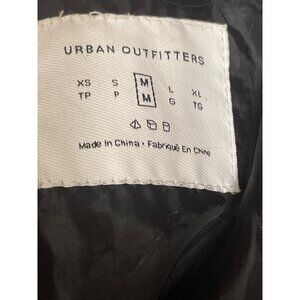 URBAN OUTFITTERS
XS S M L XL
TP P M G TG
Made In China • Fabriqué En Chine